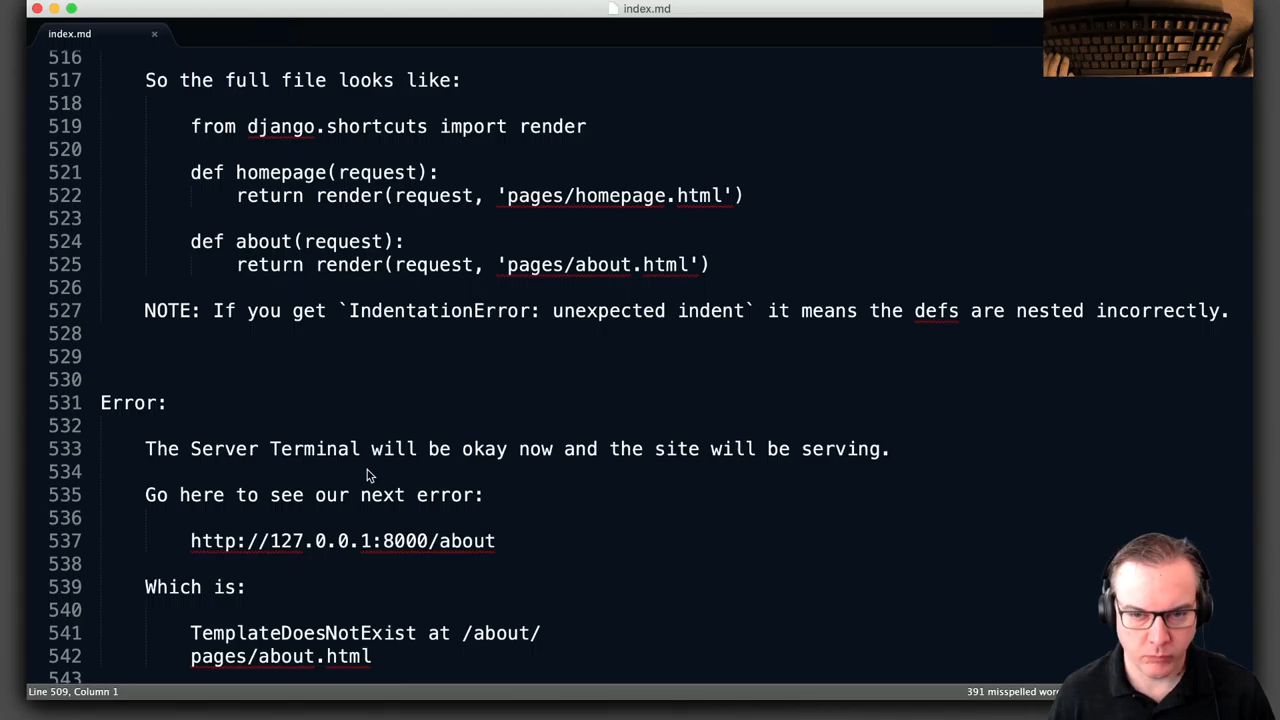 index.md
index.md ×
516
517 So the full file looks like:
518
519 from django.shortcuts import render
520
521 def homepage(request):
522 return render(request, 'pages/homepage.html')
523
524 def about(request):
525 return render(request, 'pages/about.html')
526
527 NOTE: If you get `IndentationError: unexpected indent` it means the defs are nested incorrectly.
528
529
530
531 Error:
532
533 The Server Terminal will be okay now and the site will be serving.
534
535 Go here to see our next error:
536
537 http://127.0.0.1:8000/about
538
539 Which is:
540
541 TemplateDoesNotExist at /about/
542 pages/about.html
543
Line 509, Column 1
391 misspelled